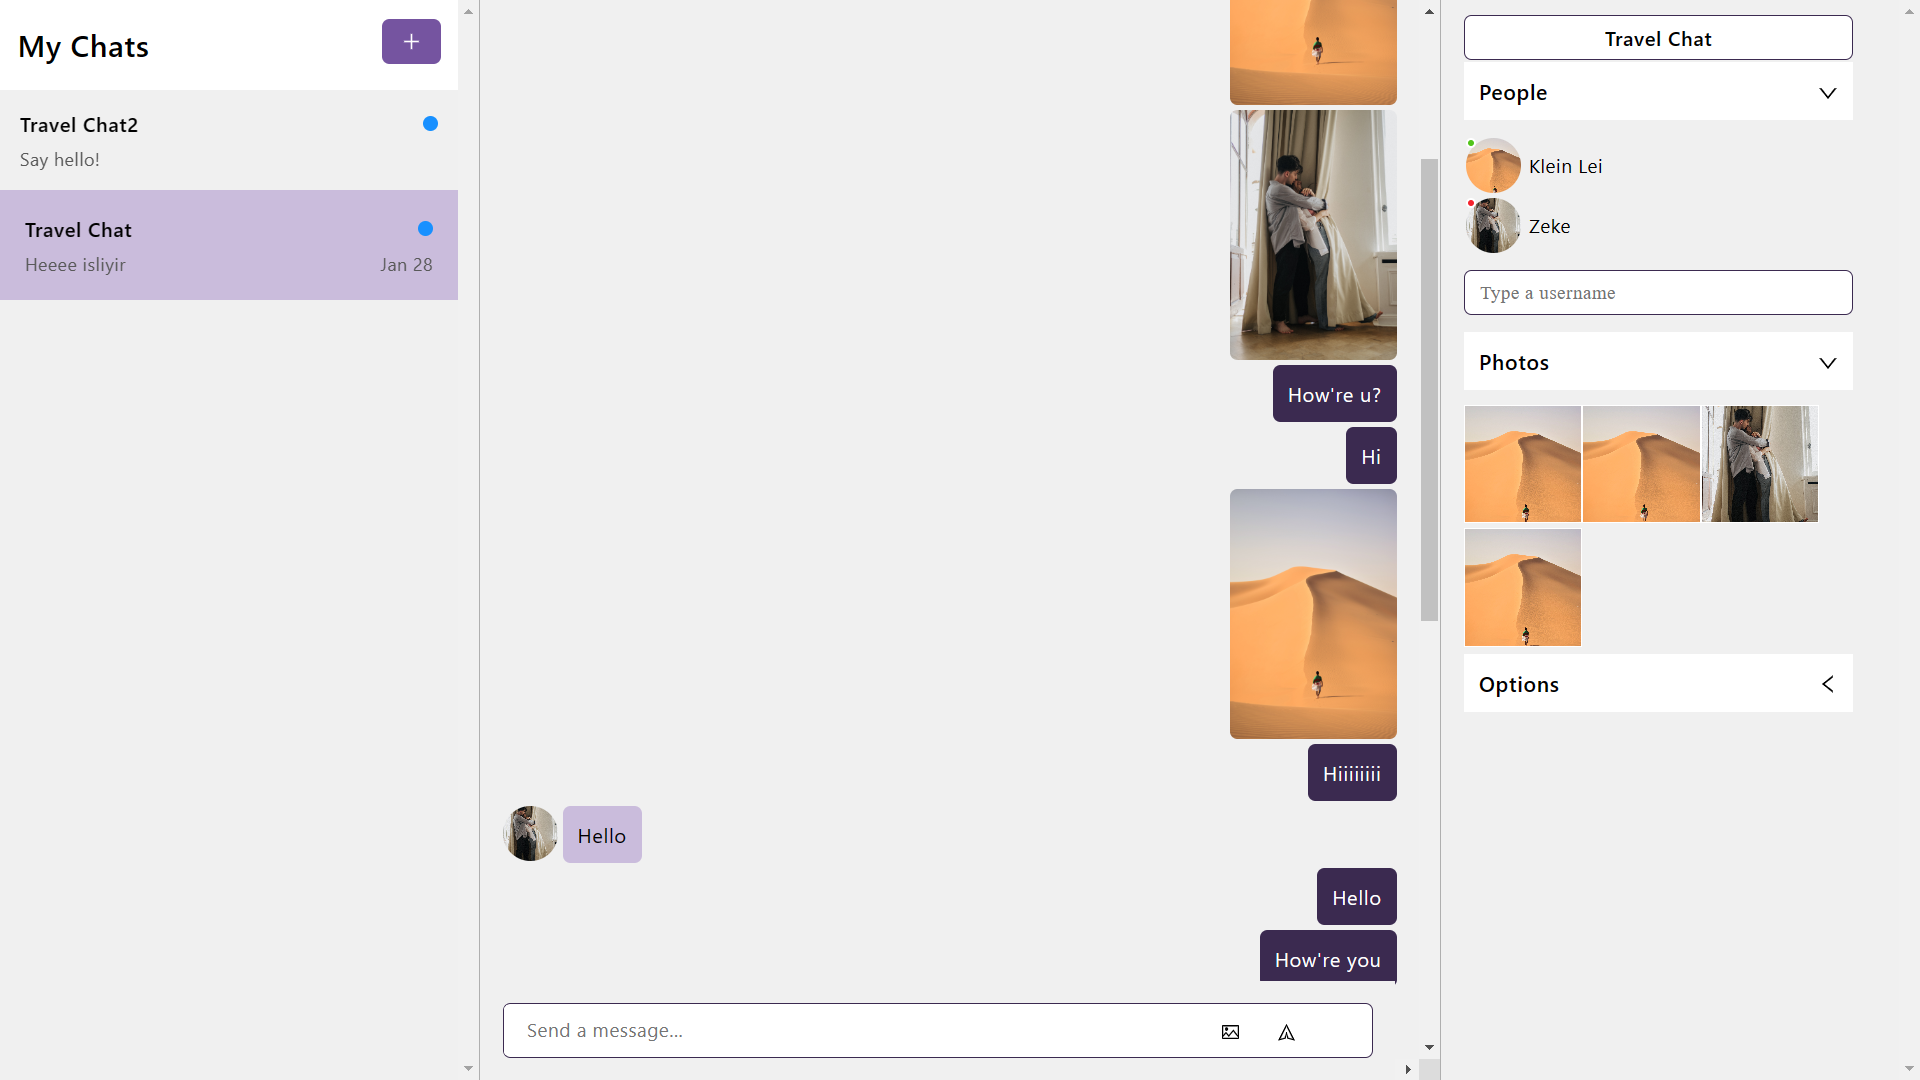 My Chats
+
Travel Chat2
Say hello!
Travel Chat
Heeee isliyir
Jan 28
How're u?
Hi
Hiiiiiiii
Hello
Hello
How're you
Send a message...
Travel Chat
People
Klein Lei
Zeke
Type a username
Photos
Options